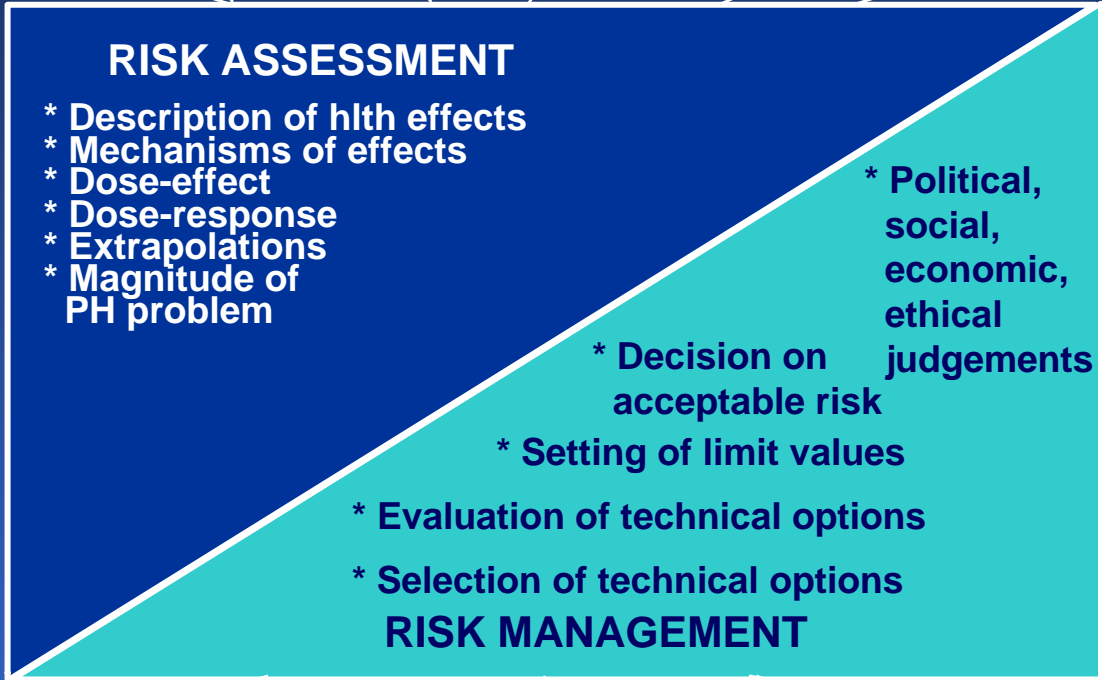 RISK ASSESSMENT
* Description of hlth effects
* Mechanisms of effects
* Dose-effect
* Dose-response
* Extrapolations
* Magnitude of
PH problem
* Political,
social,
economic,
ethical
judgements
* Decision on
acceptable risk
* Setting of limit values
* Evaluation of technical options
* Selection of technical options
RISK MANAGEMENT